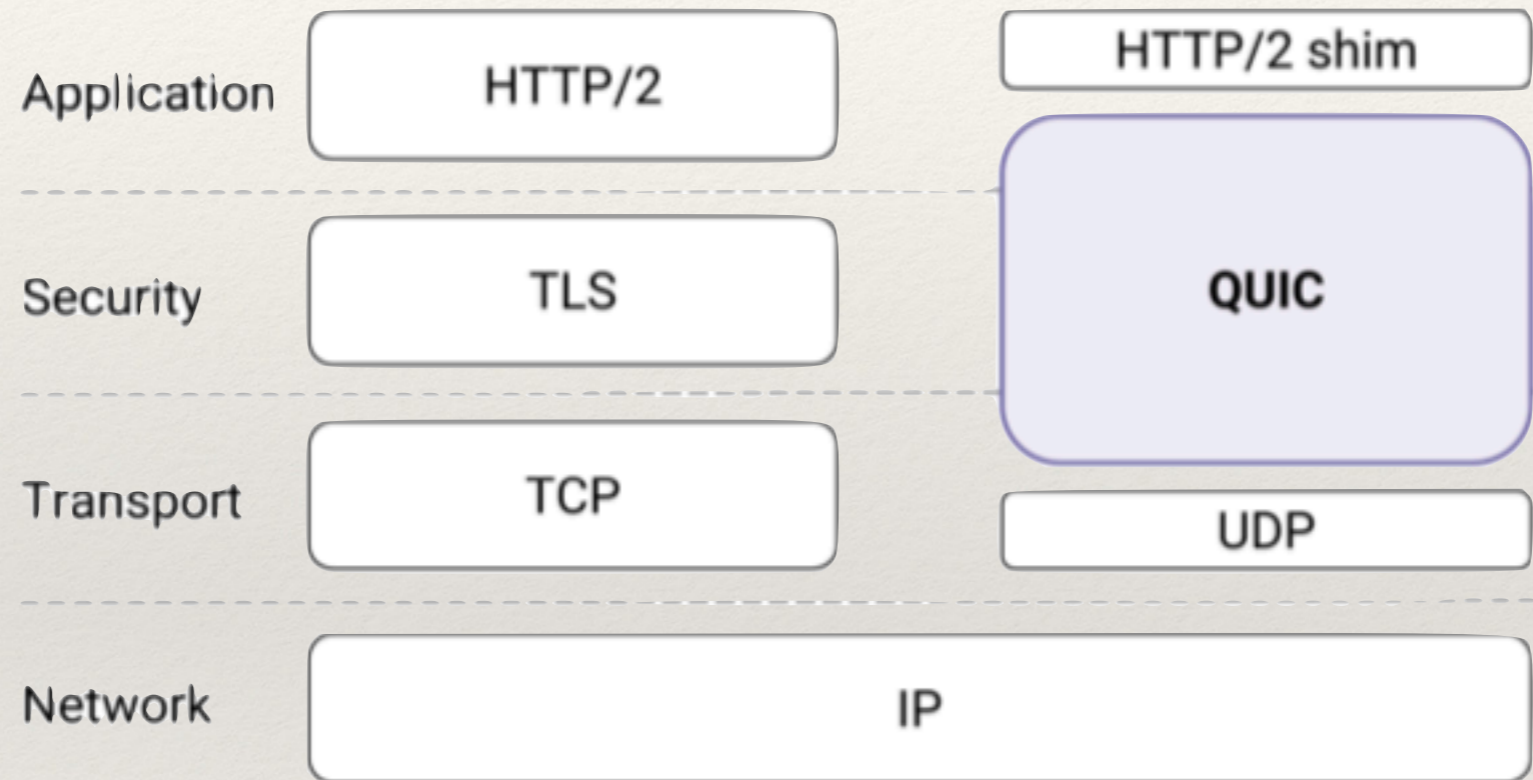 Application
HTTP/2
HTTP/2 shim
Security
TLS
QUIC
Transport
TCP
UDP
Network
IP